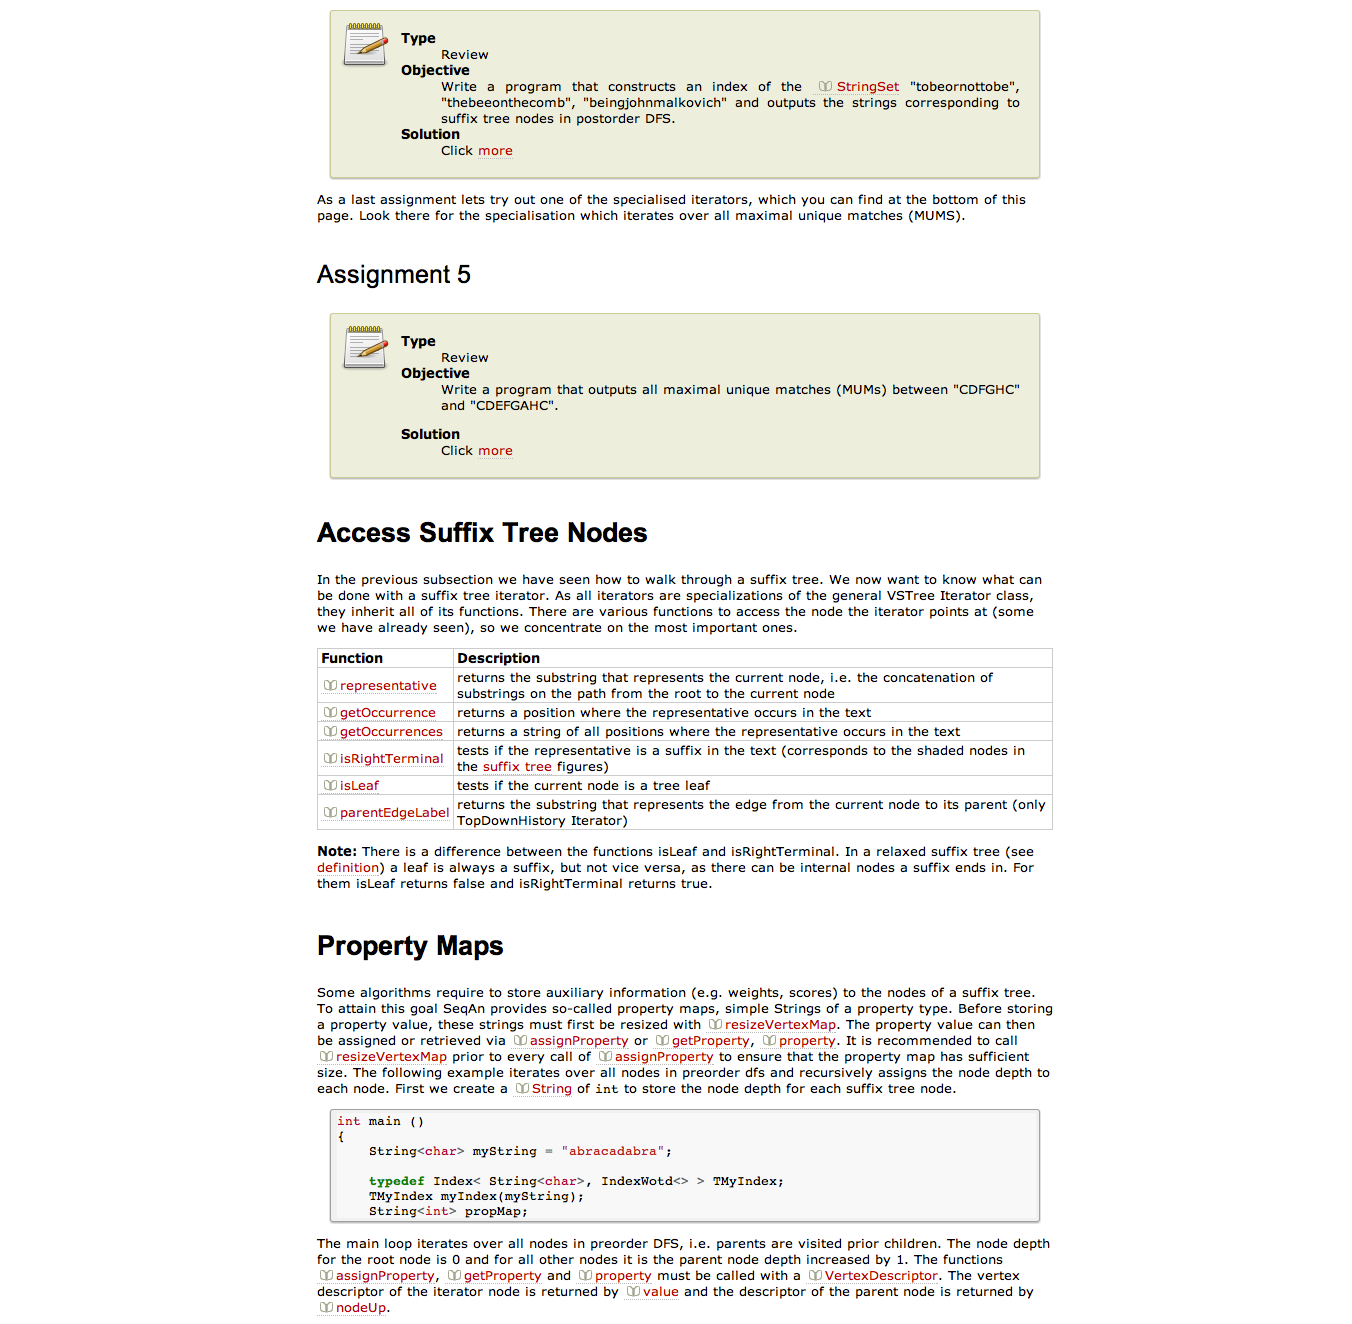 Type
Review
Objective
Write a program that constructs an index of the StringSet "tobeornottobe",
"thebeeonthecomb", "beingjohnmalkovich" and outputs the strings corresponding to
suffix tree nodes in postorder DFS.
Solution
Click more
As a last assignment lets try out one of the specialised iterators, which you can find at the bottom of this
page. Look there for the specialisation which iterates over all maximal unique matches (MUMS).
Assignment 5
Type
Review
Objective
Write a program that outputs all maximal unique matches (MUMs) between "CDFGHC"
and "CDEFGAHC".
Solution
Click more
Access Suffix Tree Nodes
In the previous subsection we have seen how to walk through a suffix tree. We now want to know what can
be done with a suffix tree iterator. As all iterators are specializations of the general VSTree Iterator class,
they inherit all of its functions. There are various functions to access the node the iterator points at (some
we have already seen), so we concentrate on the most important ones.
Function Description
representative returns the substring that represents the current node, i.e. the concatenation of
substrings on the path from the root to the current node
getOccurrence returns a position where the representative occurs in the text
getOccurrences returns a string of all positions where the representative occurs in the text
isRightTerminal tests if the representative is a suffix in the text (corresponds to the shaded nodes in
the suffix tree figures)
isLeaf tests if the current node is a tree leaf
parentEdgeLabel returns the substring that represents the edge from the current node to its parent (only
TopDownHistory Iterator)
Note: There is a difference between the functions isLeaf and isRightTerminal. In a relaxed suffix tree (see
definition) a leaf is always a suffix, but not vice versa, as there can be internal nodes a suffix ends in. For
them isLeaf returns false and isRightTerminal returns true.
Property Maps
Some algorithms require to store auxiliary information (e.g. weights, scores) to the nodes of a suffix tree.
To attain this goal SeqAn provides so-called property maps, simple Strings of a property type. Before storing
a property value, these strings must first be resized with resizeVertexMap. The property value can then
be assigned or retrieved via assignProperty or getProperty, property. It is recommended to call
resizeVertexMap prior to every call of assignProperty to ensure that the property map has sufficient
size. The following example iterates over all nodes in preorder dfs and recursively assigns the node depth to
each node. First we create a String of int to store the node depth for each suffix tree node.
int main ()
{
String<char> myString = "abracadabra";
typedef Index< String<char>, IndexWotd<> > TMyIndex;
TMyIndex myIndex(myString);
String<int> propMap;
The main loop iterates over all nodes in preorder DFS, i.e. parents are visited prior children. The node depth
for the root node is 0 and for all other nodes it is the parent node depth increased by 1. The functions
assignProperty, getProperty and property must be called with a VertexDescriptor. The vertex
descriptor of the iterator node is returned by value and the descriptor of the parent node is returned by
nodeUp.